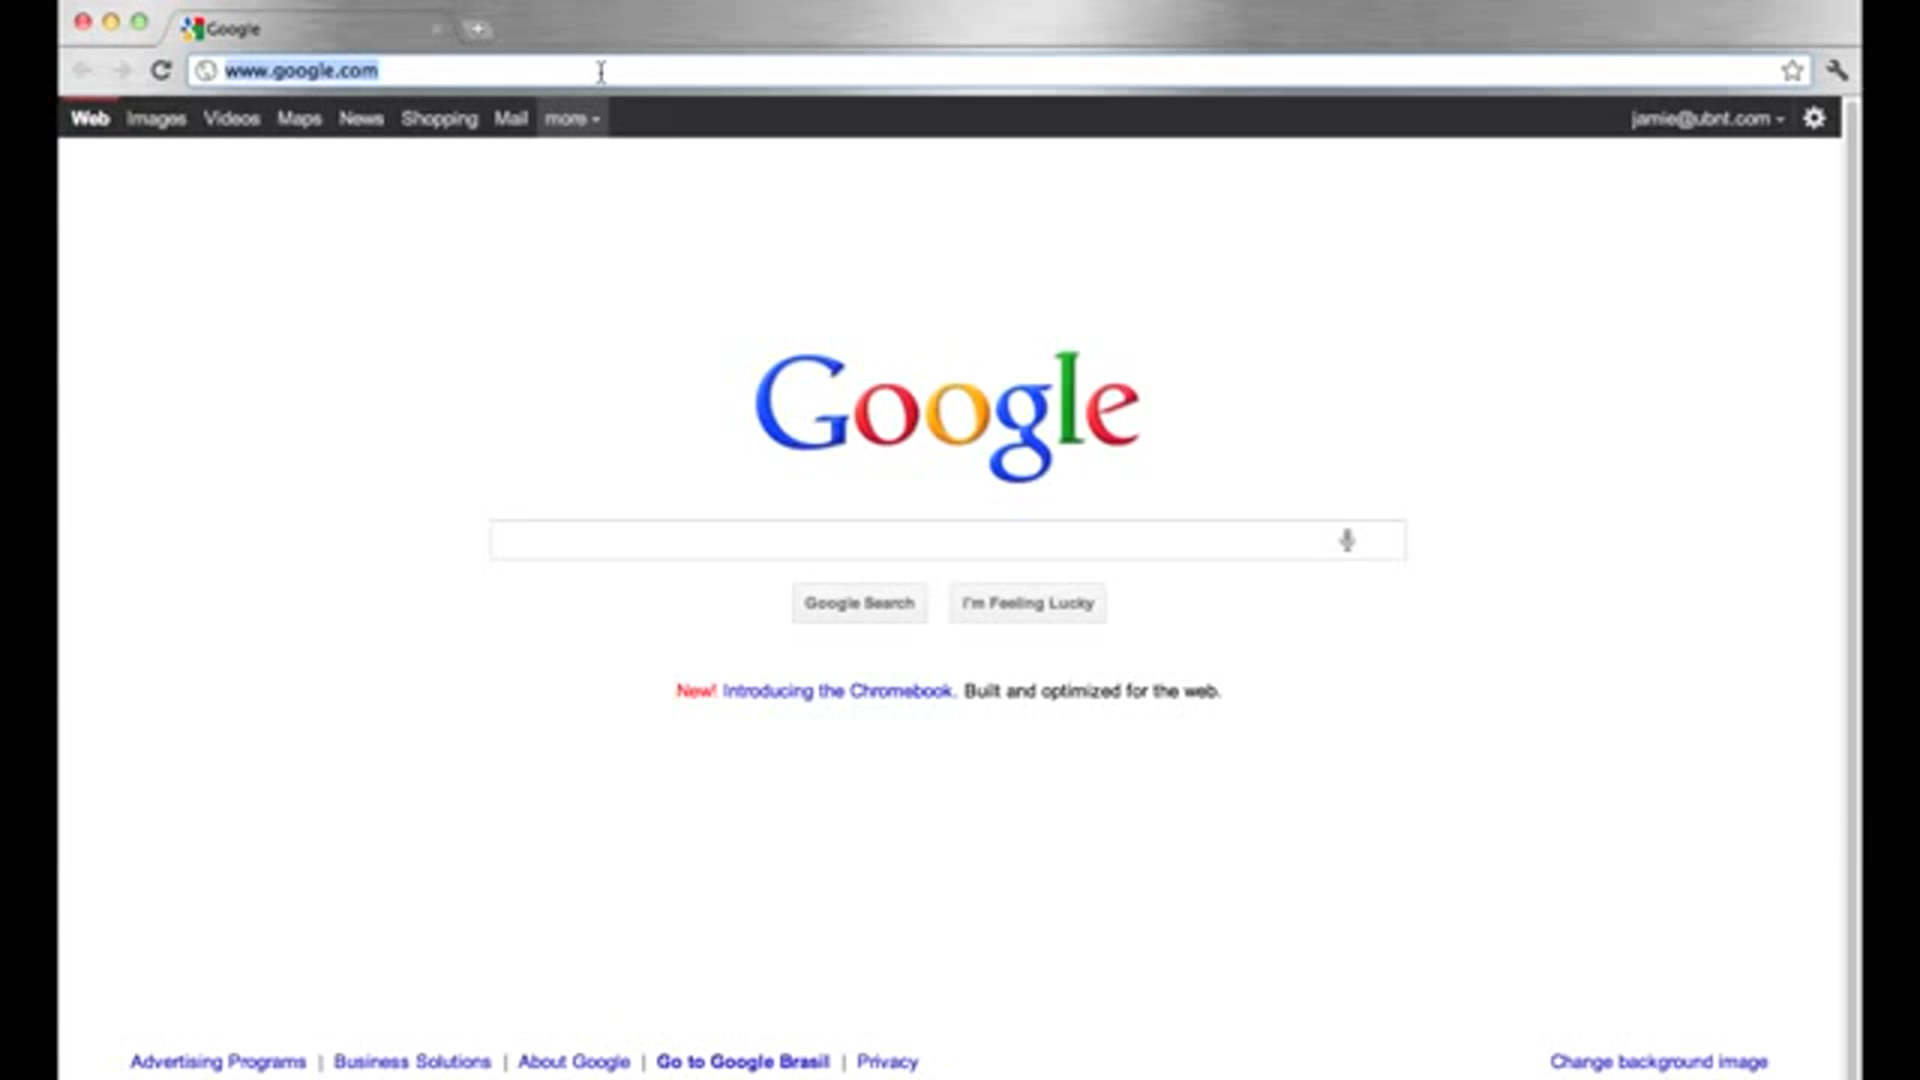 Google
www.google.com
Web Images Videos Maps News Shopping Mail more
jamie@ubnt.com
Google
Google Search I'm Feeling Lucky
New! Introducing the Chromebook. Built and optimized for the web.
Advertising Programs | Business Solutions | About Google | Go to Google Brasil | Privacy Change background image